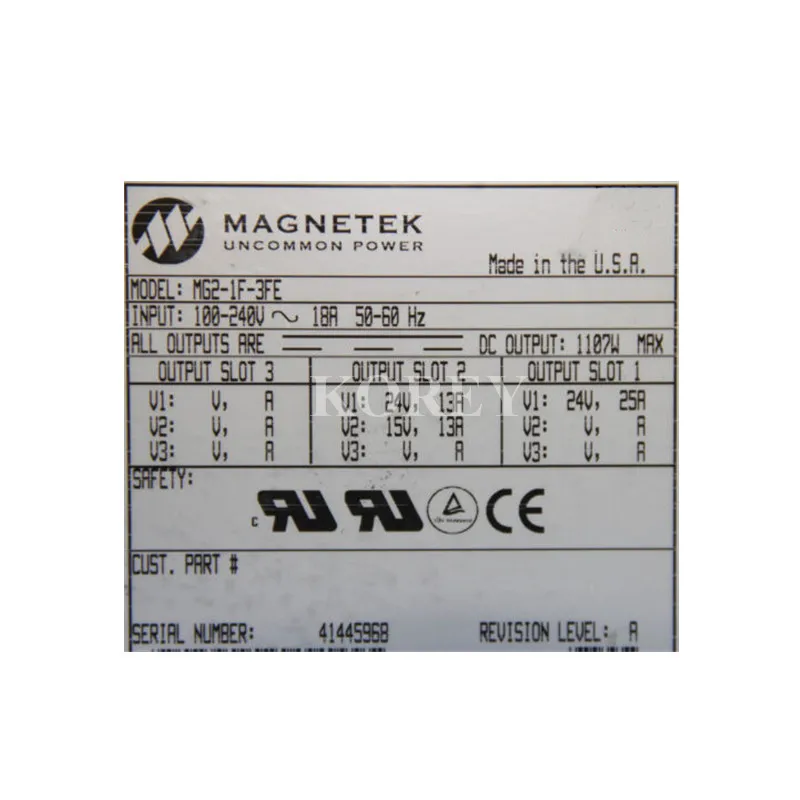 MAGNETEK
UNCOMMON POWER
Made in the U.S.A.
MODEL: MG2-1F-3FE
INPUT: 100-240V ~ 18A 50-60 Hz
ALL OUTPUTS ARE DC OUTPUT: 1107W MAX
OUTPUT SLOT 3 OUTPUT SLOT 2 OUTPUT SLOT 1
V1: V, A V1: 24V, 13A V1: 24V, 25A
V2: V, A V2: 15V, 13A V2: V, A
V3: V, A V3: V, A V3: V, A
KOREY
SAFETY:
c RU RU CE
CUST. PART #
SERIAL NUMBER: 41445968 REVISION LEVEL: A